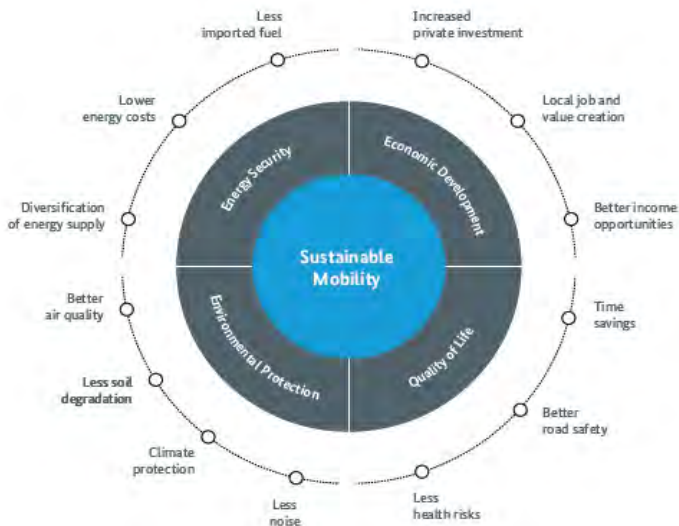 Less
imported fuel
Increased
private investment
Lower
energy costs
Local job and
value creation
Energy Security
Economic Development
Diversification
of energy supply
Better income
opportunities
Sustainable
Mobility
Better
air quality
Time
savings
Environmental Protection
Quality of Life
Less soil
degradation
Better
road safety
Climate
protection
Less
noise
Less
health risks